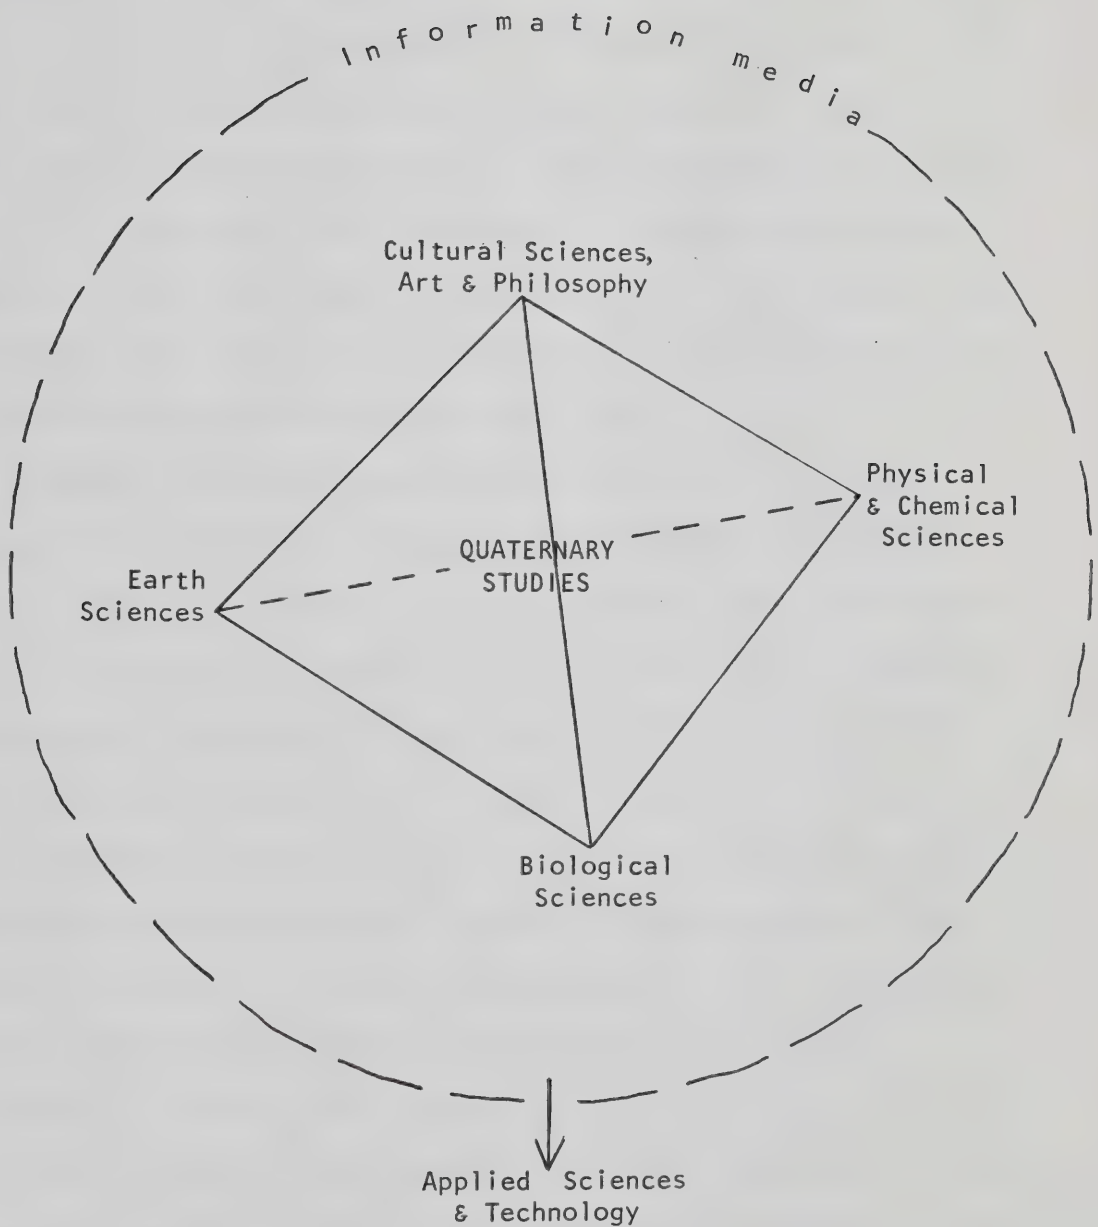 Information media
Cultural Sciences,
Art & Philosophy
Physical
& Chemical
Sciences
QUATERNARY
STUDIES
Earth
Sciences
Biological
Sciences
Applied Sciences
& Technology